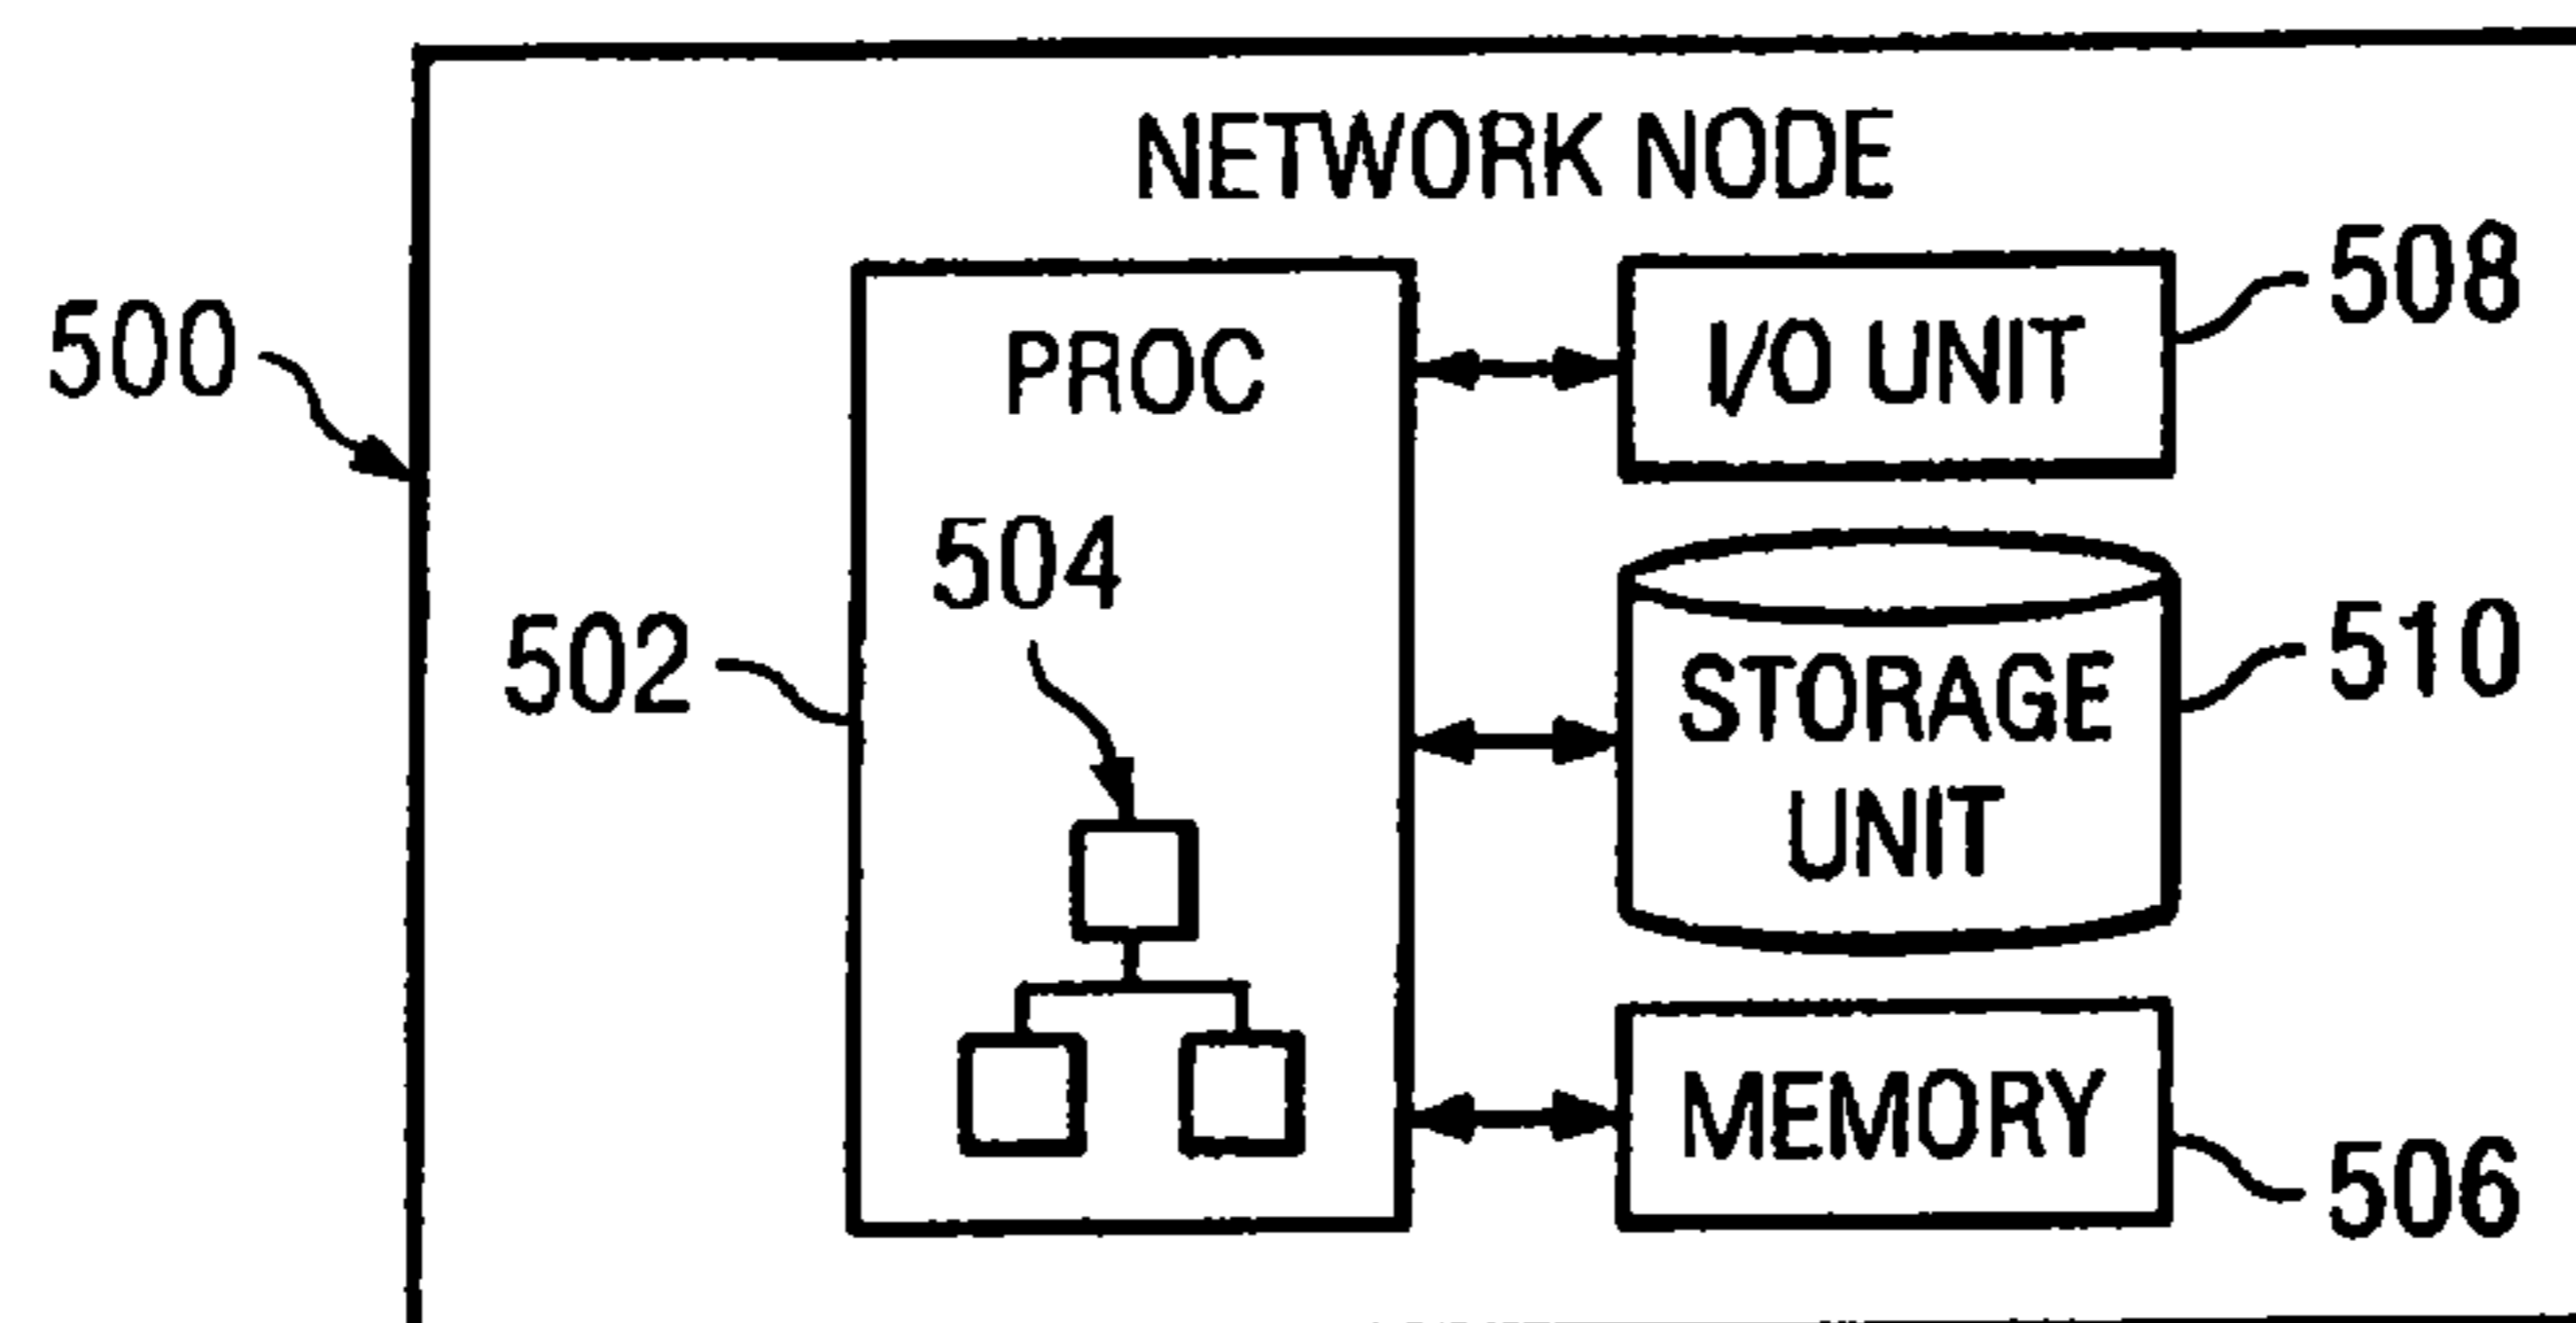 NETWORK NODE
500
502
PROC
504
I/O UNIT
508
STORAGE
UNIT
510
MEMORY
506